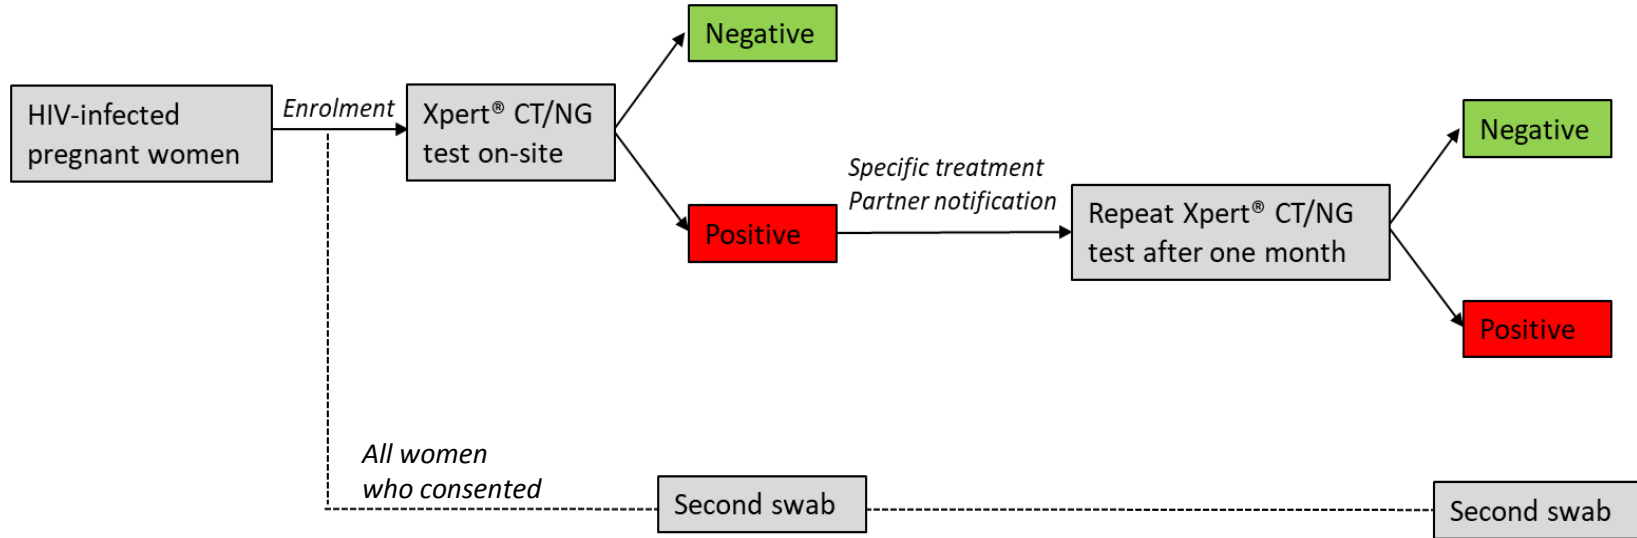 HIV-infected
pregnant women
Enrolment
Xpert® CT/NG
test on-site
Negative
Positive
Specific treatment
Partner notification
Repeat Xpert® CT/NG
test after one month
Negative
Positive
All women
who consented
Second swab
Second swab